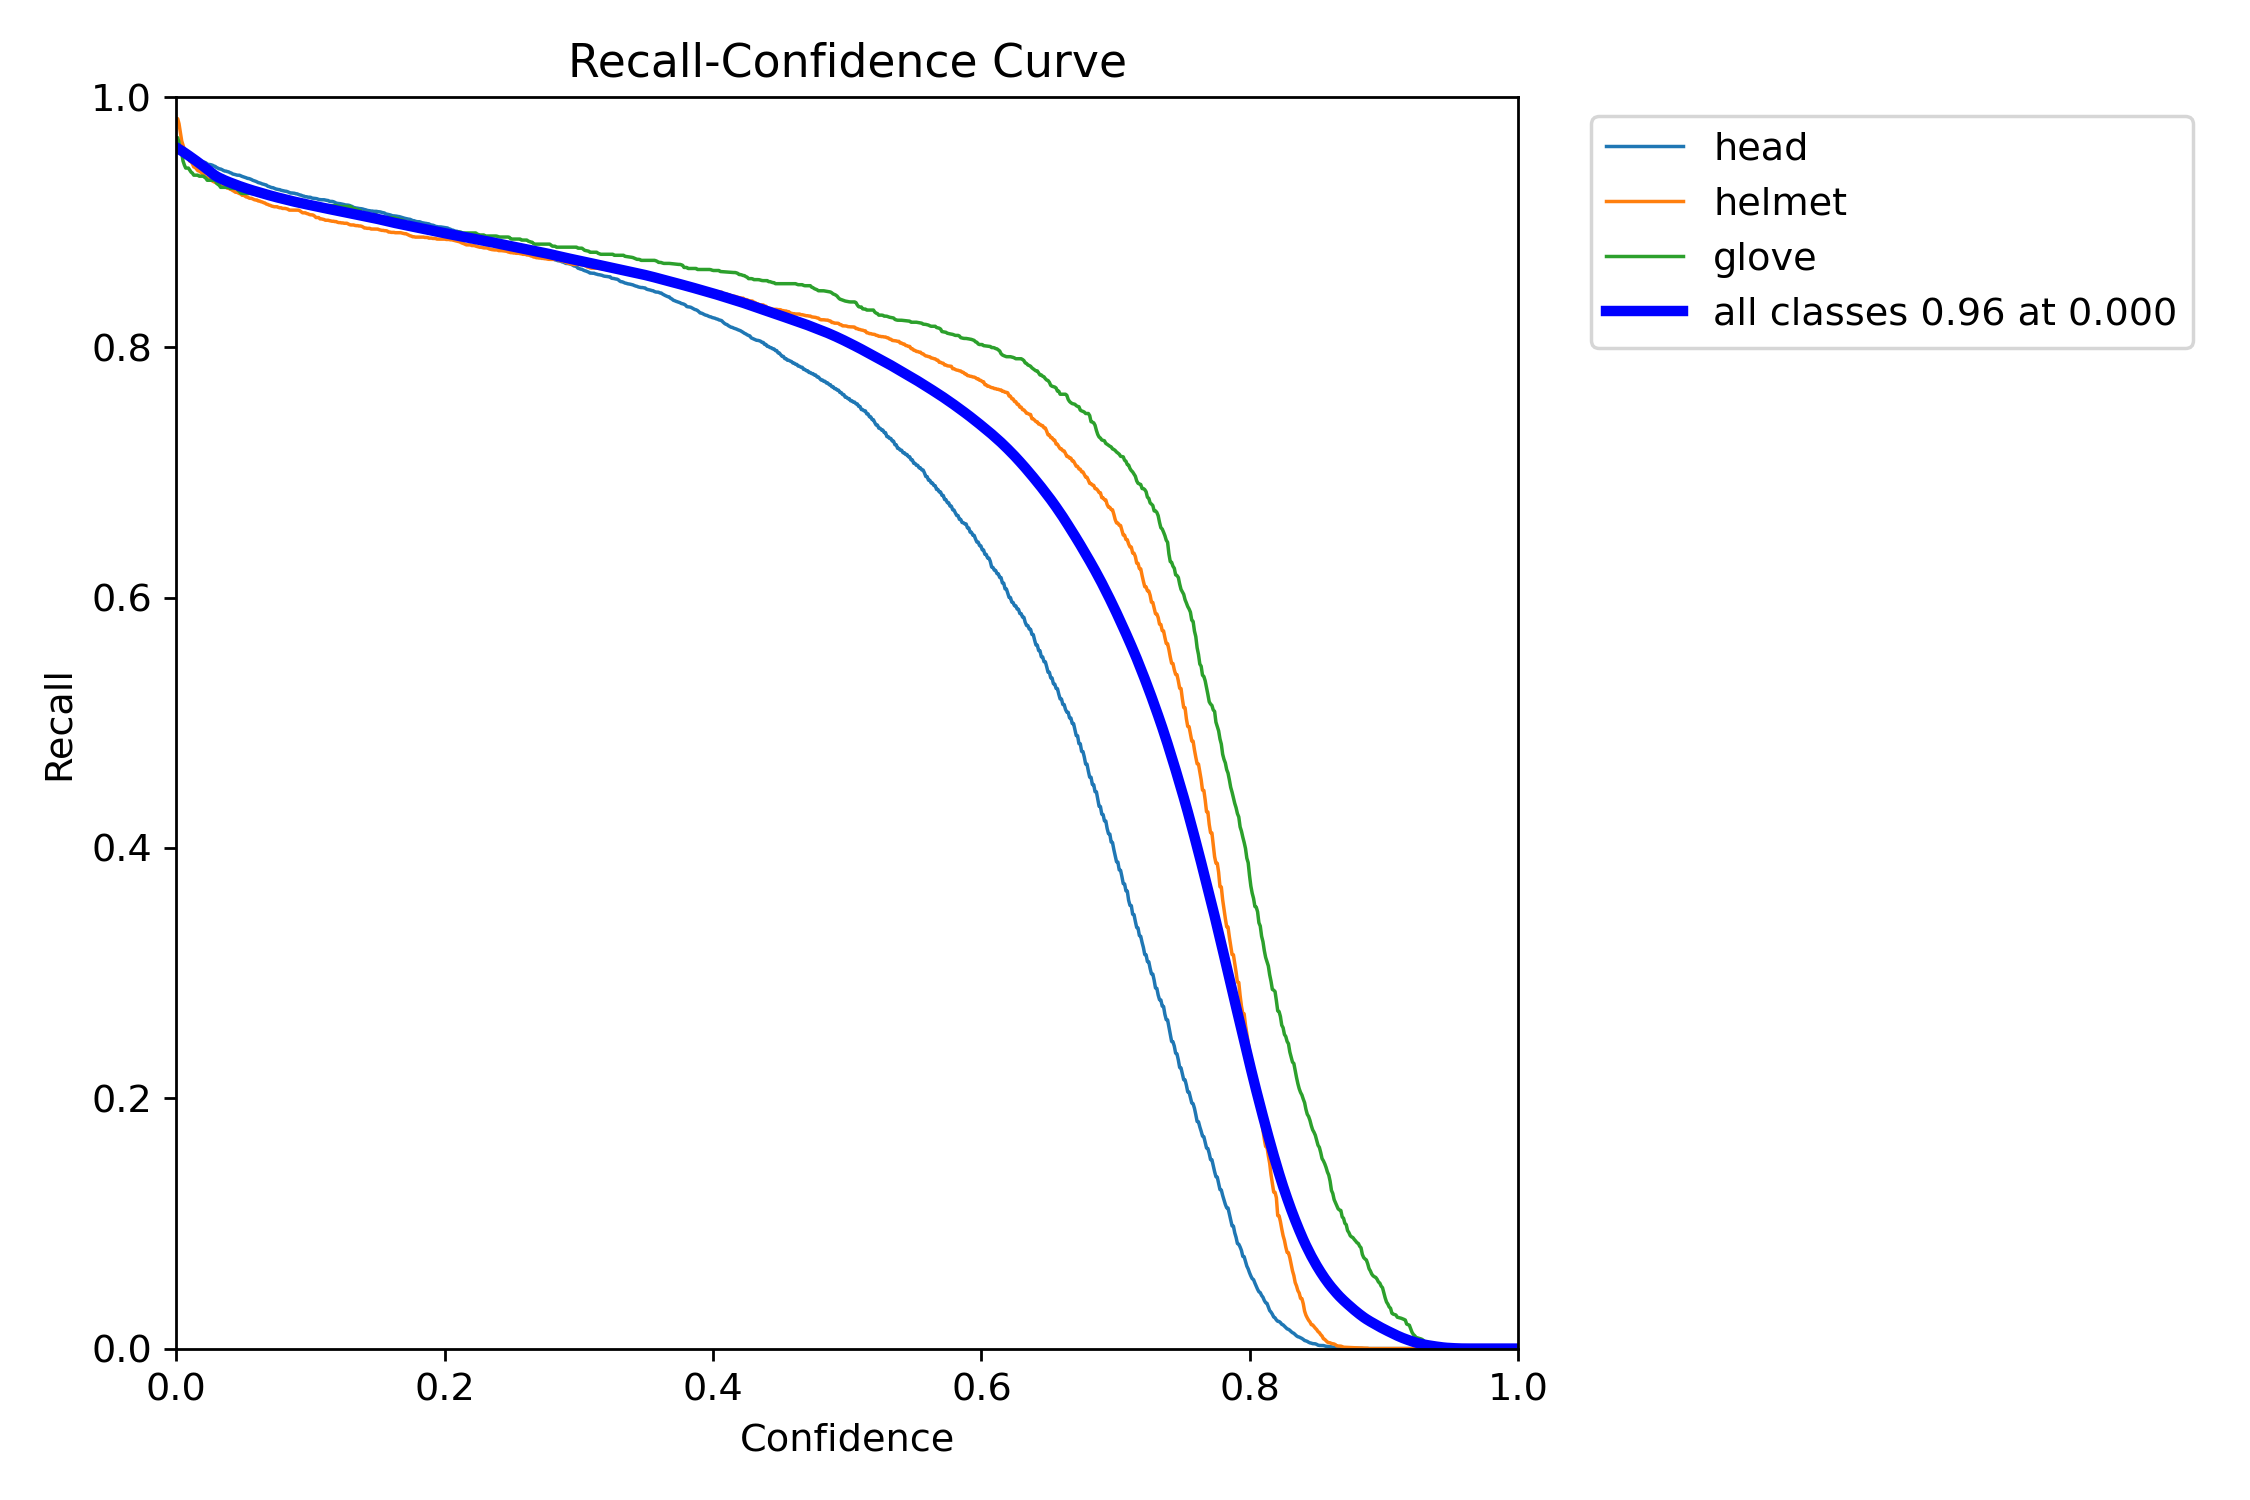 Recall-Confidence Curve
1.0
0.8
0.6
0.4
0.2
0.0
Recall
0.0 0.2 0.4 0.6 0.8 1.0
Confidence
head
helmet
glove
all classes 0.96 at 0.000